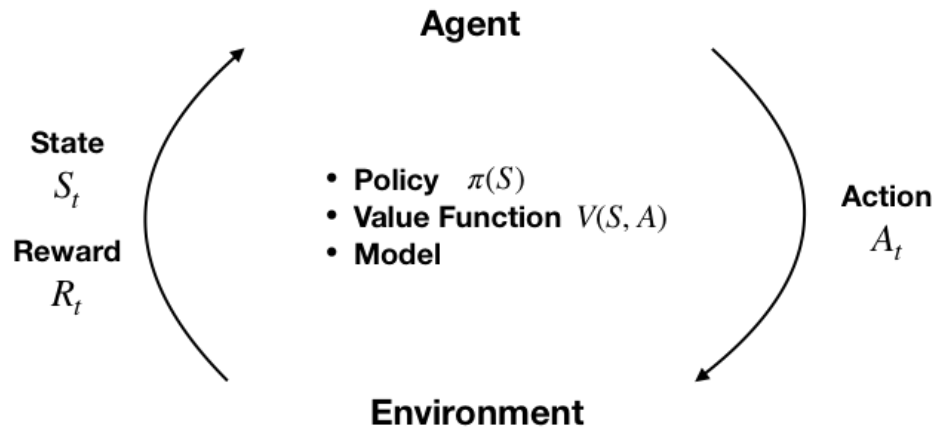 Agent
State
S_t
Reward
R_t
• Policy π(S)
• Value Function V(S, A)
• Model
Action
A_t
Environment